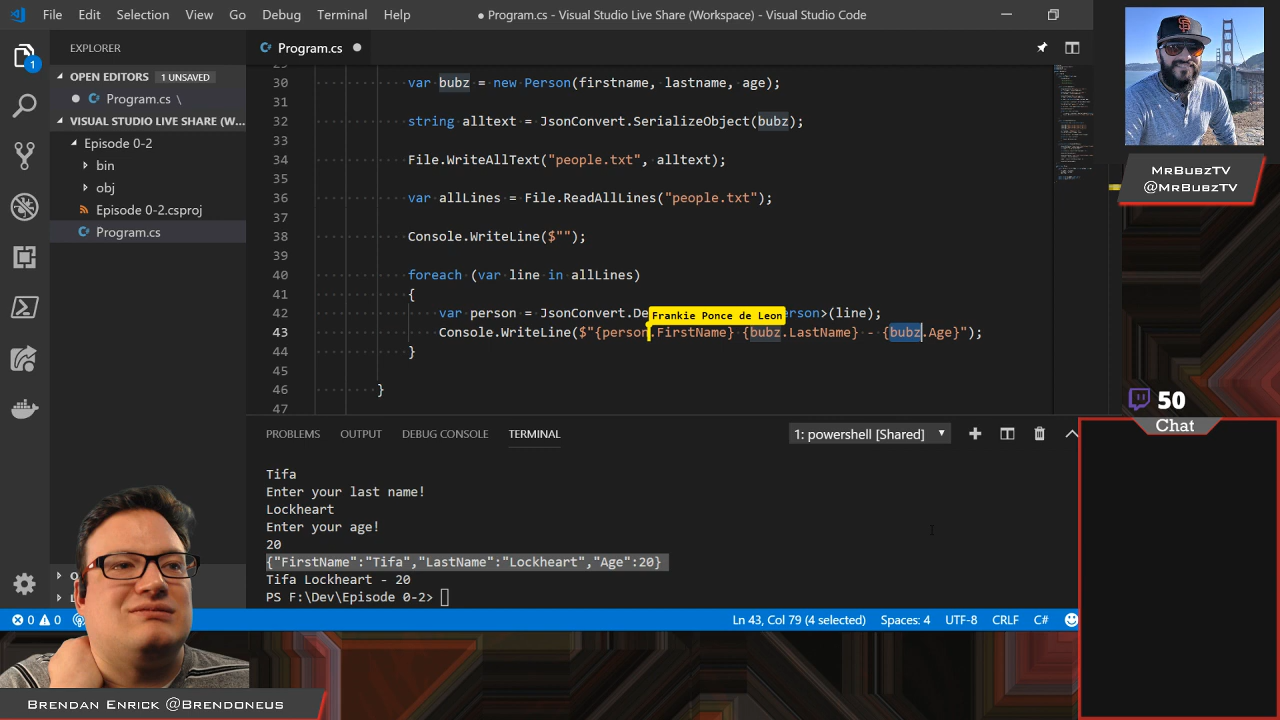 File Edit Selection View Go Debug Terminal Help
● Program.cs - Visual Studio Live Share (Workspace) - Visual Studio Code
EXPLORER
OPEN EDITORS 1 UNSAVED
Program.cs \
VISUAL STUDIO LIVE SHARE (W...
Episode 0-2
bin
obj
Episode 0-2.csproj
Program.cs
1
Program.cs ●
30 var bubz = new Person(firstname, lastname, age);
31
32 string alltext = JsonConvert.SerializeObject(bubz);
33
34 File.WriteAllText("people.txt", alltext);
35
36 var allLines = File.ReadAllLines("people.txt");
37
38 Console.WriteLine($"");
39
40 foreach (var line in allLines)
41 {
Frankie Ponce de Leon
42 var person = JsonConvert.De erson>(line);
43 Console.WriteLine($"{person.FirstName} {bubz.LastName} - {bubz.Age}");
44 }
45
46 }
47
PROBLEMS OUTPUT DEBUG CONSOLE TERMINAL
1: powershell [Shared]
Tifa
Enter your last name!
Lockheart
Enter your age!
20
{"FirstName":"Tifa","LastName":"Lockheart","Age":20}
Tifa Lockheart - 20
PS F:\Dev\Episode 0-2>
0 0
Ln 43, Col 79 (4 selected) Spaces: 4 UTF-8 CRLF C#
MrBubzTV
@MrBubzTV
50
Chat
Brendan Enrick @Brendoneus